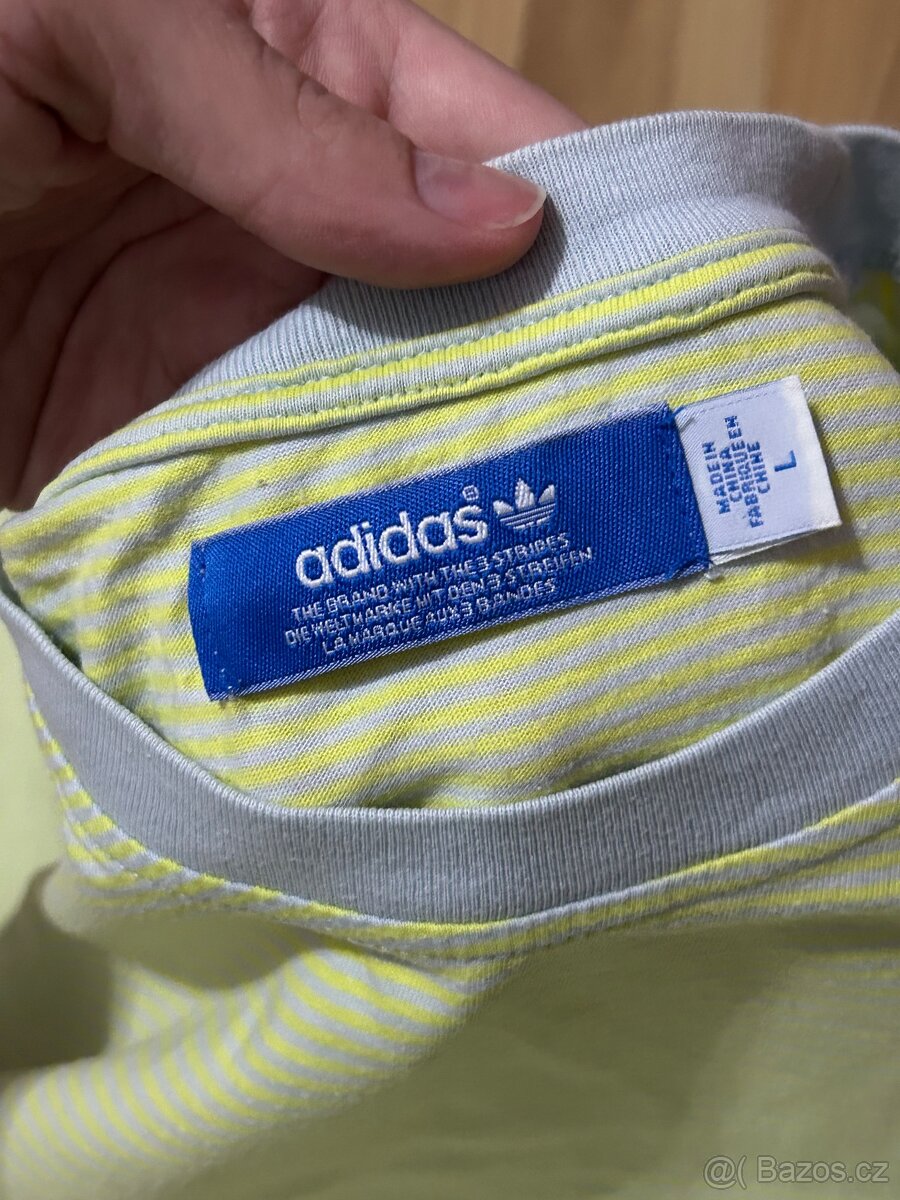 adidas®
THE BRAND WITH THE 3 STRIPES
DIE WELTMARKE MIT DEN 3 STREIFEN
LA MARQUE AUX 3 BANDES
MADE IN
CHINA
FABRIQUE EN
CHINE
L
@( Bazos.cz